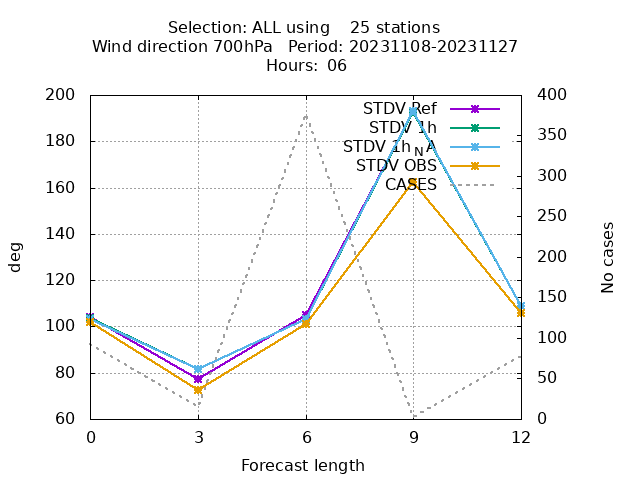 Selection: ALL using    25 stations
Wind direction 700hPa   Period: 20231108-20231127
Hours: 06
200
180
160
140
120
100
80
60
400
350
300
250
200
150
100
50
0
STDV Ref
STDV 1h
STDV 1h_NA
STDV OBS
CASES
deg
No cases
0 3 6 9 12
Forecast length